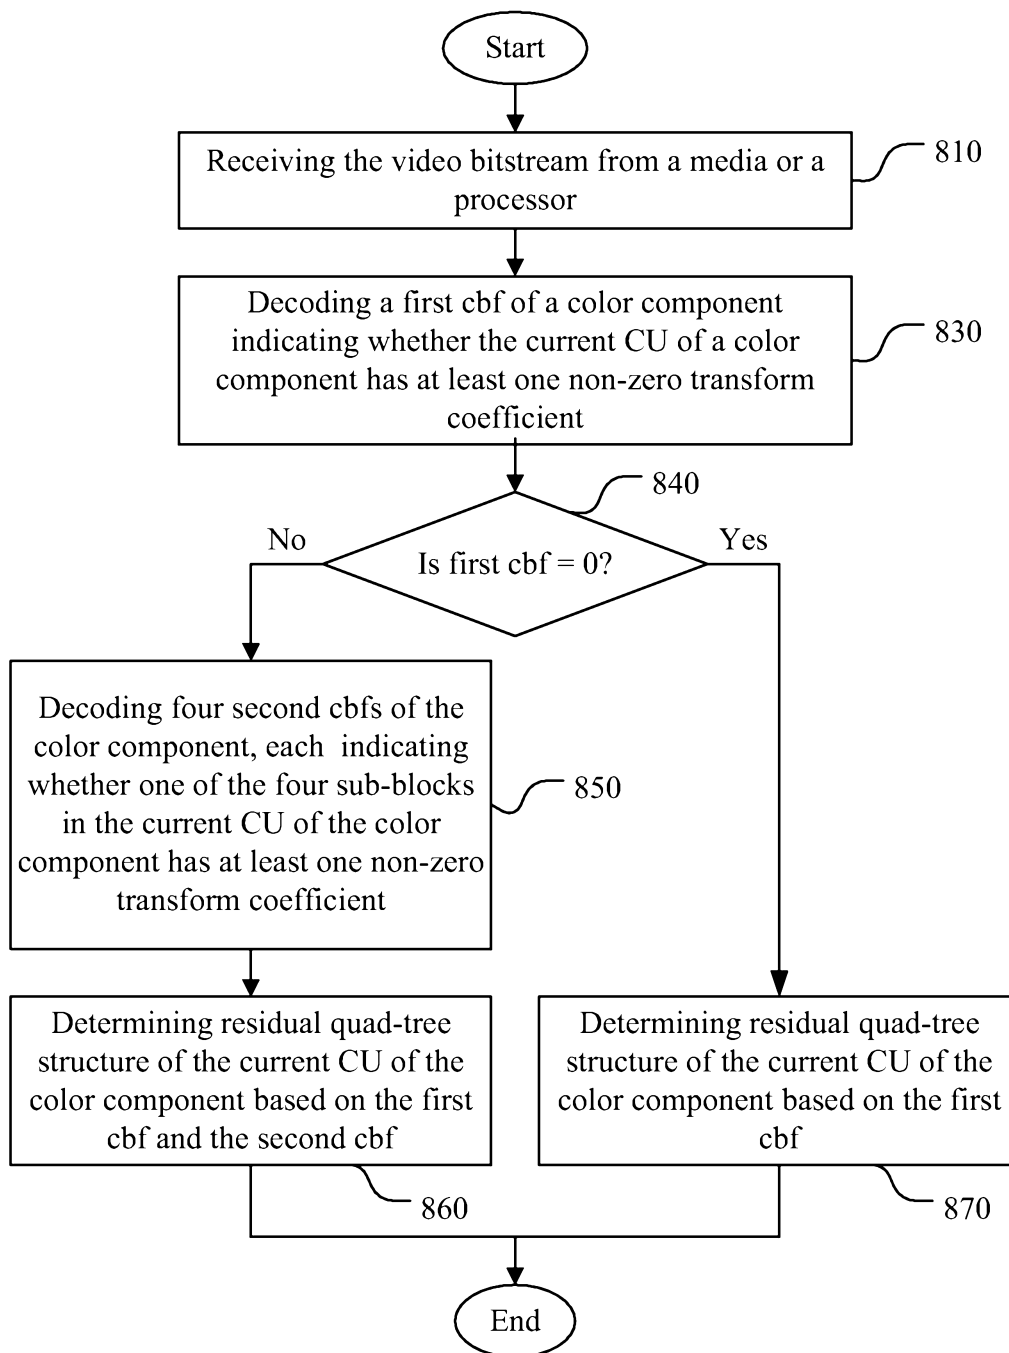 Start
Receiving the video bitstream from a media or a
processor
810
Decoding a first cbf of a color component
indicating whether the current CU of a color
component has at least one non-zero transform
coefficient
830
840
No
Yes
Is first cbf = 0?
Decoding four second cbfs of the
color component, each indicating
whether one of the four sub-blocks
in the current CU of the color
component has at least one non-zero
transform coefficient
850
Determining residual quad-tree
structure of the current CU of the
color component based on the first
cbf and the second cbf
860
Determining residual quad-tree
structure of the current CU of the
color component based on the first
cbf
870
End